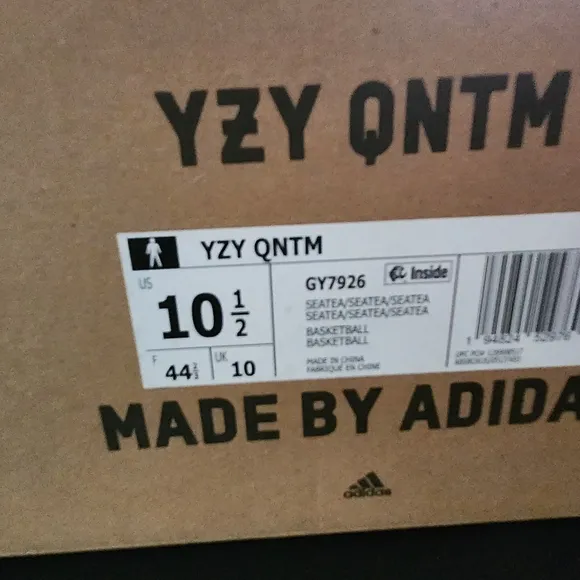 YZY QNTM
YZY QNTM
US
10 1/2
F
44 2/3
UK
10
GY7926
Inside
SEATEA/SEATEA/SEATEA
SEATEA/SEATEA/SEATEA
BASKETBALL
BASKETBALL
MADE IN CHINA
FABRIQUÉ EN CHINE
MADE BY ADIDA
adidas